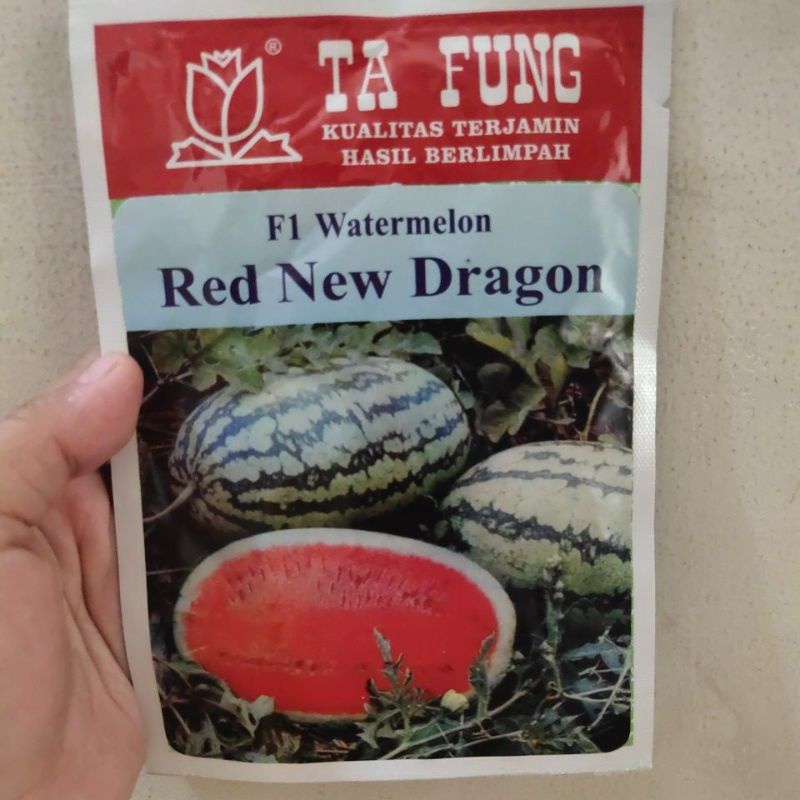 ®
TA FUNG
KUALITAS TERJAMIN
HASIL BERLIMPAH
F1 Watermelon
Red New Dragon